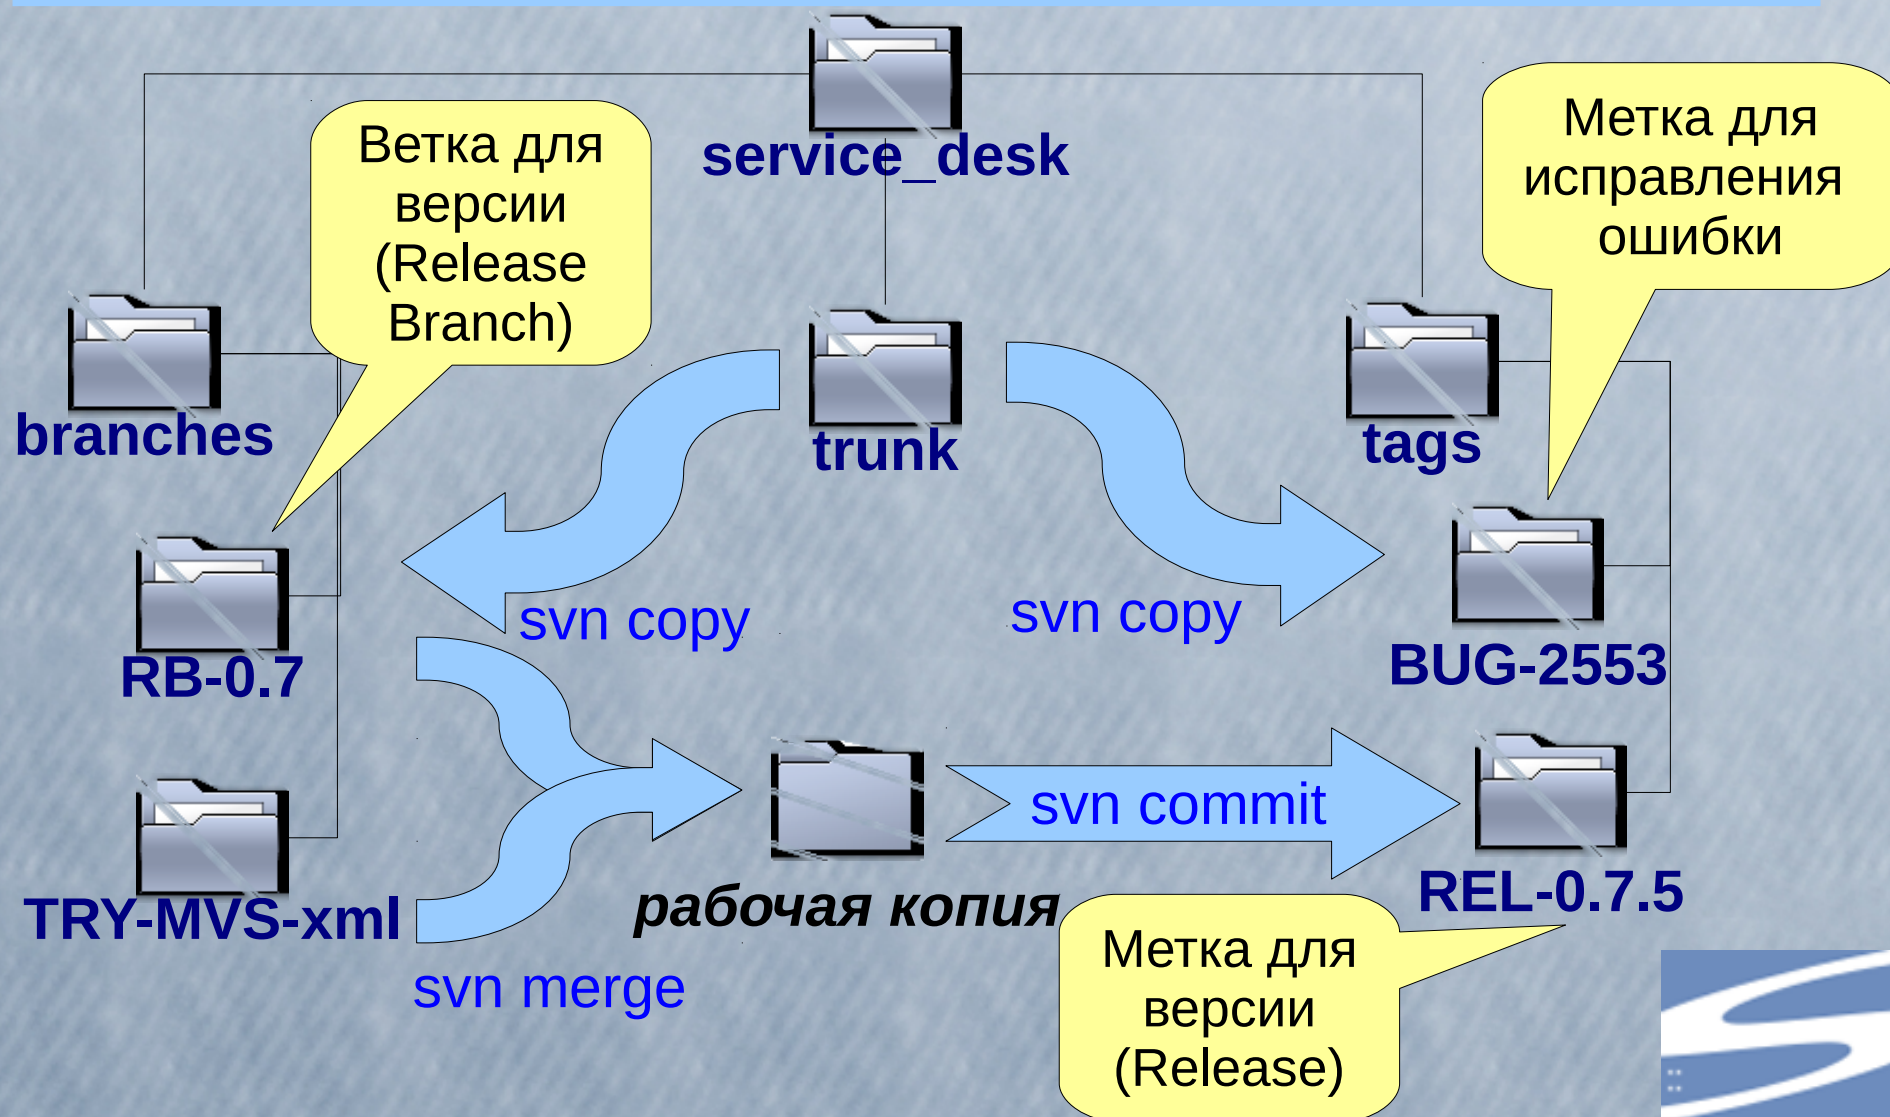 service_desk
Ветка для
версии
(Release
Branch)
Метка для
исправления
ошибки
branches
trunk
tags
svn copy
svn copy
RB-0.7
BUG-2553
TRY-MVS-xml
рабочая копия
svn commit
REL-0.7.5
svn merge
Метка для
версии
(Release)